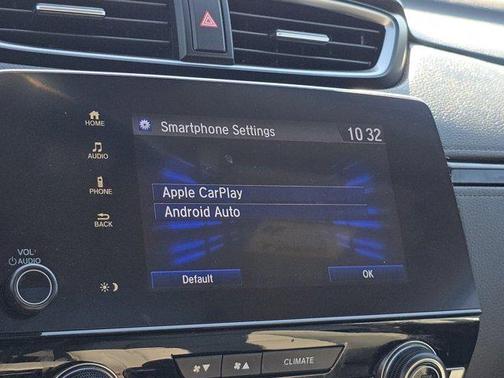 Smartphone Settings
10 32
HOME
AUDIO
PHONE
BACK
Apple CarPlay
Android Auto
VOL
AUDIO
Default
OK
CLIMATE